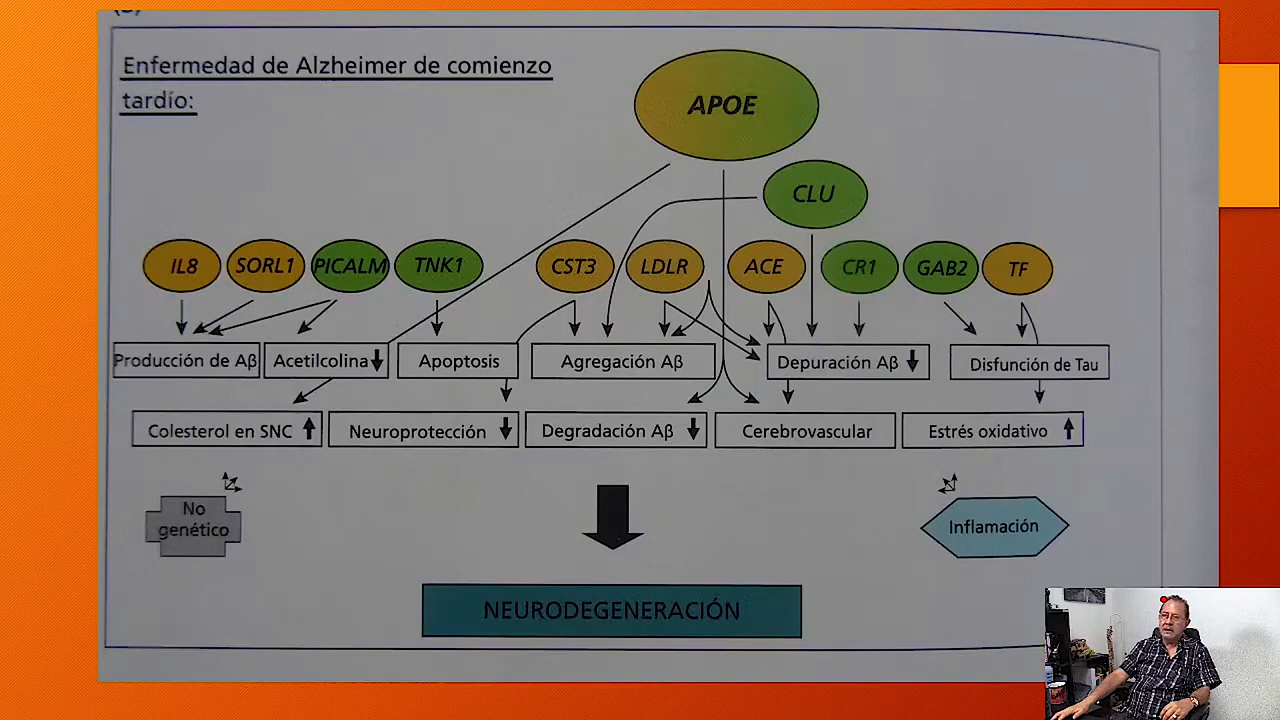 Enfermedad de Alzheimer de comienzo
tardío:
APOE
CLU
IL8 SORL1 PICALM TNK1 CST3 LDLR ACE CR1 GAB2 TF
Producción de Aβ Acetilcolina Apoptosis Agregación Aβ Depuración Aβ Disfunción de Tau
Colesterol en SNC Neuroprotección Degradación Aβ Cerebrovascular Estrés oxidativo
No
genético
Inflamación
NEURODEGENERACIÓN